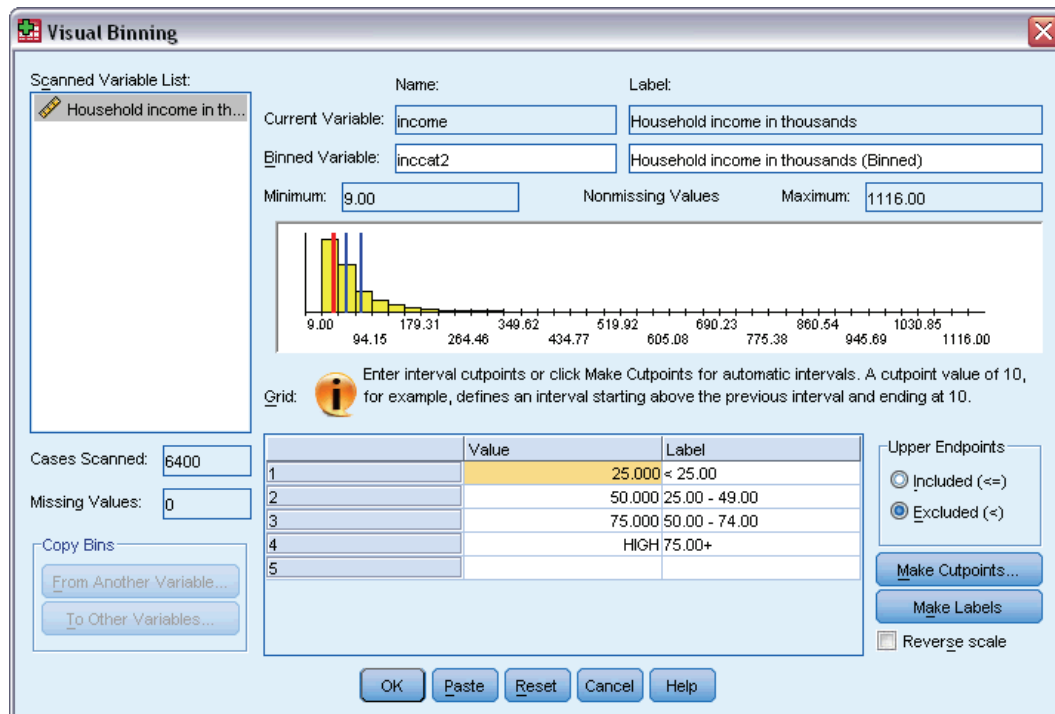 Visual Binning
Scanned Variable List:
Household income in th...
Name:
Label:
Current Variable:
income
Household income in thousands
Binned Variable:
inccat2
Household income in thousands (Binned)
Minimum:
9.00
Nonmissing Values
Maximum:
1116.00
9.00 179.31 349.62 519.92 690.23 860.54 1030.85
94.15 264.46 434.77 605.08 775.38 945.69 1116.00
Enter interval cutpoints or click Make Cutpoints for automatic intervals. A cutpoint value of 10,
Grid: i for example, defines an interval starting above the previous interval and ending at 10.
Cases Scanned: 6400
Missing Values: 0
Copy Bins
From Another Variable...
To Other Variables...
Value Label
1 25.000 < 25.00
2 50.000 25.00 - 49.00
3 75.000 50.00 - 74.00
4 HIGH 75.00+
5
Upper Endpoints
Included (<=)
Excluded (<)
Make Cutpoints...
Make Labels
Reverse scale
OK Paste Reset Cancel Help